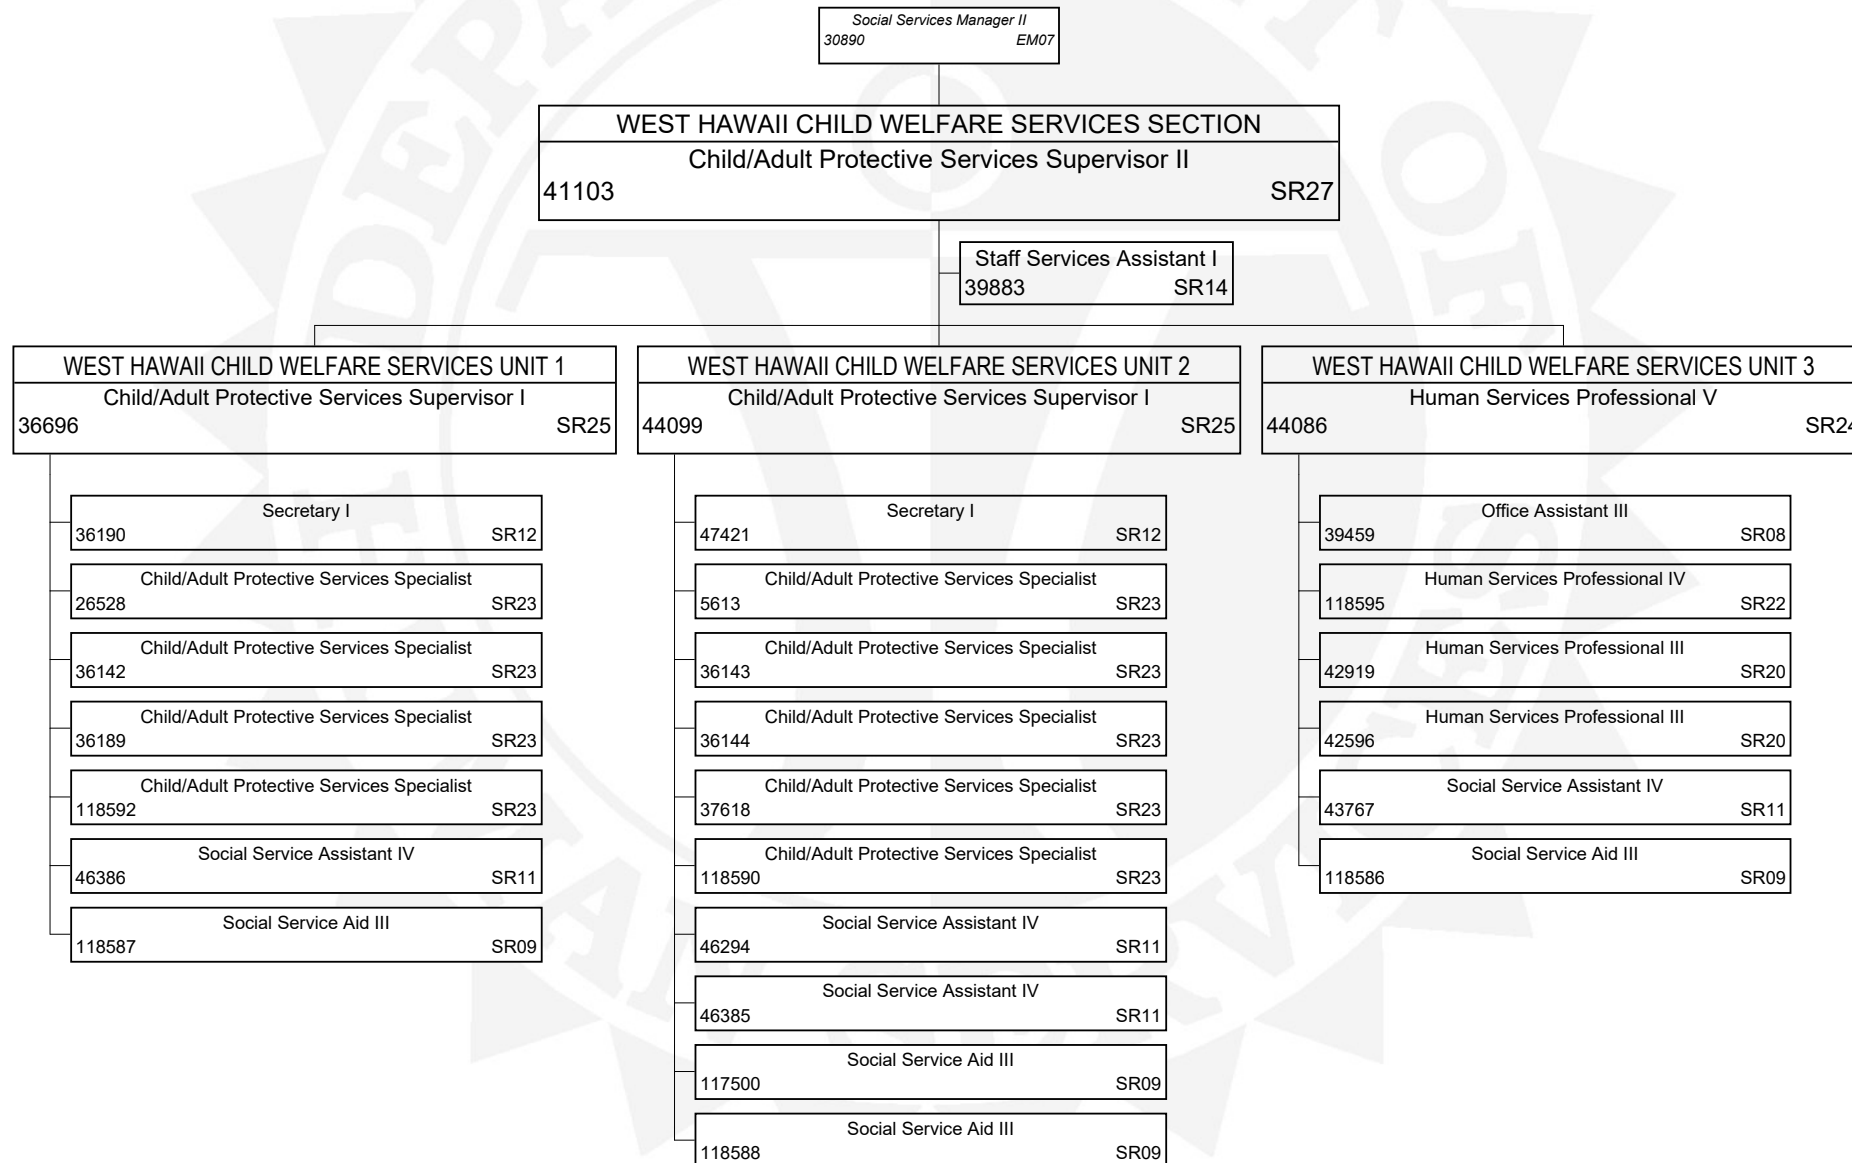 Social Services Manager II
30890 EM07
WEST HAWAII CHILD WELFARE SERVICES SECTION
Child/Adult Protective Services Supervisor II
41103 SR27
Staff Services Assistant I
39883 SR14
WEST HAWAII CHILD WELFARE SERVICES UNIT 1
Child/Adult Protective Services Supervisor I
36696 SR25
Secretary I
36190 SR12
Child/Adult Protective Services Specialist
26528 SR23
Child/Adult Protective Services Specialist
36142 SR23
Child/Adult Protective Services Specialist
36189 SR23
Child/Adult Protective Services Specialist
118592 SR23
Social Service Assistant IV
46386 SR11
Social Service Aid III
118587 SR09
WEST HAWAII CHILD WELFARE SERVICES UNIT 2
Child/Adult Protective Services Supervisor I
44099 SR25
Secretary I
47421 SR12
Child/Adult Protective Services Specialist
5613 SR23
Child/Adult Protective Services Specialist
36143 SR23
Child/Adult Protective Services Specialist
36144 SR23
Child/Adult Protective Services Specialist
37618 SR23
Child/Adult Protective Services Specialist
118590 SR23
Social Service Assistant IV
46294 SR11
Social Service Assistant IV
46385 SR11
Social Service Aid III
117500 SR09
Social Service Aid III
118588 SR09
WEST HAWAII CHILD WELFARE SERVICES UNIT 3
Human Services Professional V
44086 SR24
Office Assistant III
39459 SR08
Human Services Professional IV
118595 SR22
Human Services Professional III
42919 SR20
Human Services Professional III
42596 SR20
Social Service Assistant IV
43767 SR11
Social Service Aid III
118586 SR09